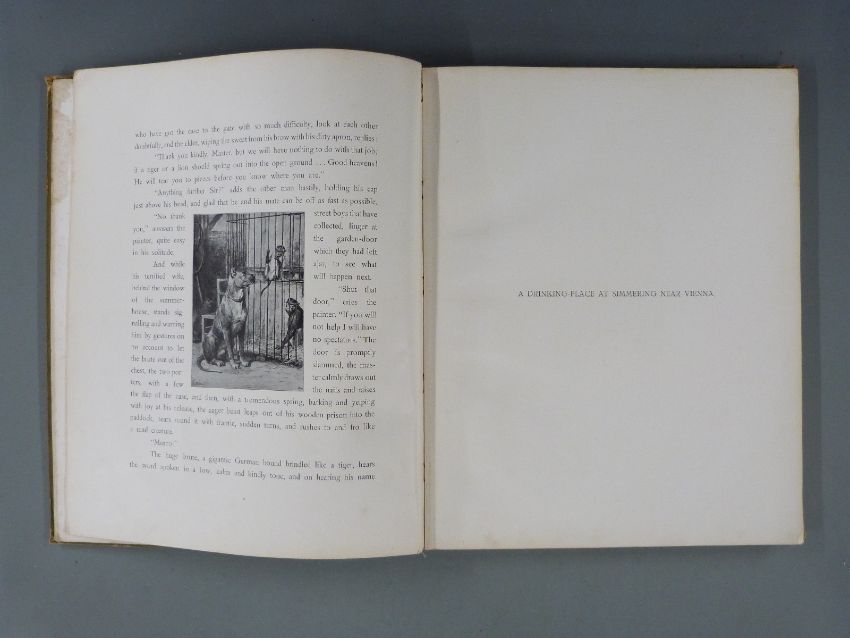 who have got the case to the gate with so much difficulty, look at each other
doubtfully, and the elder, wiping the sweat from his brow with his dirty apron, replies:
"Thank you kindly, Master, but we will have nothing to do with that job;
if a tiger or a lion should spring out into the open ground ... Good heavens!
He will tear you to pieces before you know where you are."
"Anything further Sir?" adds the other man hastily, holding his cap
just above his head, and glad that he and his mate can be off as fast as possible,
"No, thank
you," answers the
painter, quite easy
in his solitude.
And while
his terrified wife,
behind the window
of the summer-
house, stands sig-
nalling and warning
him by gestures on
no account to let
the brute out of the
chest, the two por-
ters, with a few
street boys that have
collected, linger at
the garden-door
which they had left
ajar, to see what
will happen next.
"Shut that
door," cries the
painter. "If you will
not help I will have
no spectators." The
door is promptly
slammed, the mas-
ter calmly draws out
the nails and raises
the flap of the case, and then, with a tremendous spring, barking and yelping
with joy at his release, the eager beast leaps out of his wooden prison into the
paddock, tears round it with frantic, sudden turns, and rushes to and fro like
a mad creature.
The huge brute, a gigantic German hound brindled like a tiger, hears
the word spoken in a low, calm and kindly tone, and on hearing his name
A DRINKING-PLACE AT SIMMERING NEAR VIENNA.